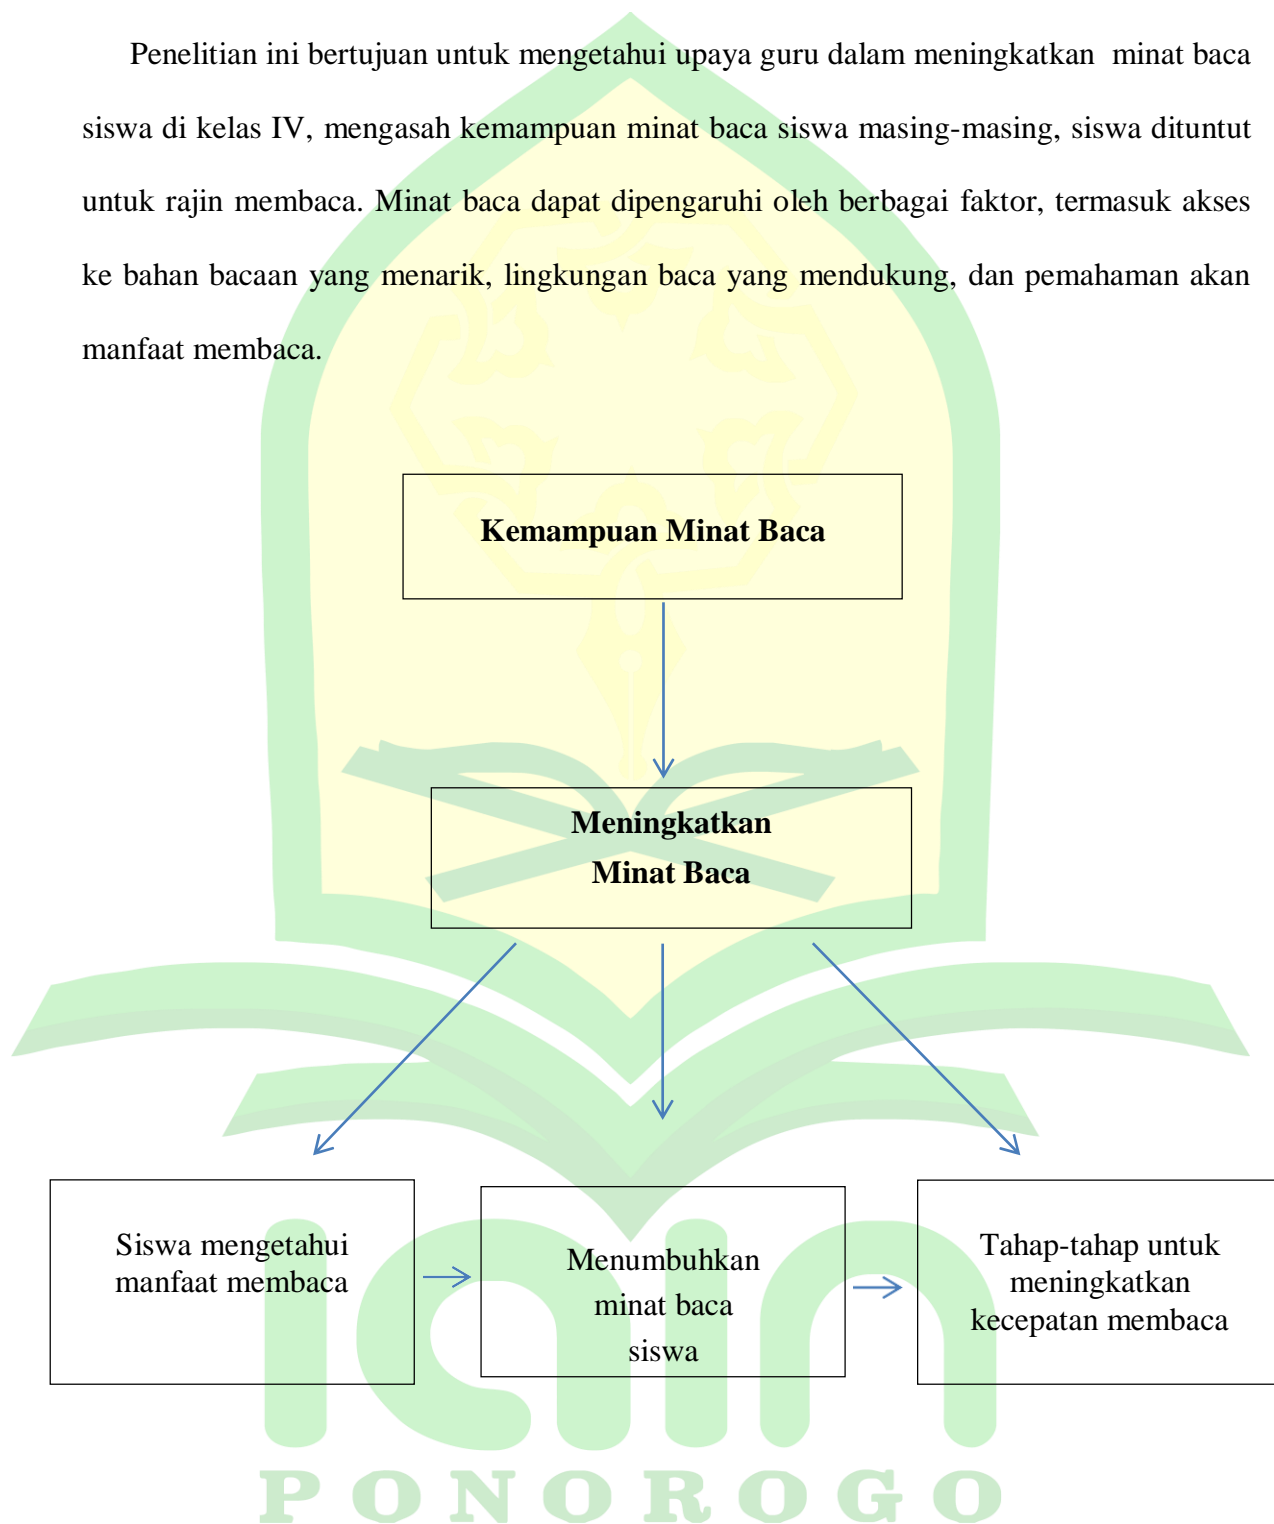 Penelitian ini bertujuan untuk mengetahui upaya guru dalam meningkatkan minat baca
siswa di kelas IV, mengasah kemampuan minat baca siswa masing-masing, siswa dituntut
untuk rajin membaca. Minat baca dapat dipengaruhi oleh berbagai faktor, termasuk akses
ke bahan bacaan yang menarik, lingkungan baca yang mendukung, dan pemahaman akan
manfaat membaca.
Kemampuan Minat Baca
Meningkatkan
Minat Baca
Siswa mengetahui
manfaat membaca
Menumbuhkan
minat baca
siswa
Tahap-tahap untuk
meningkatkan
kecepatan membaca
iain
PONOROGO